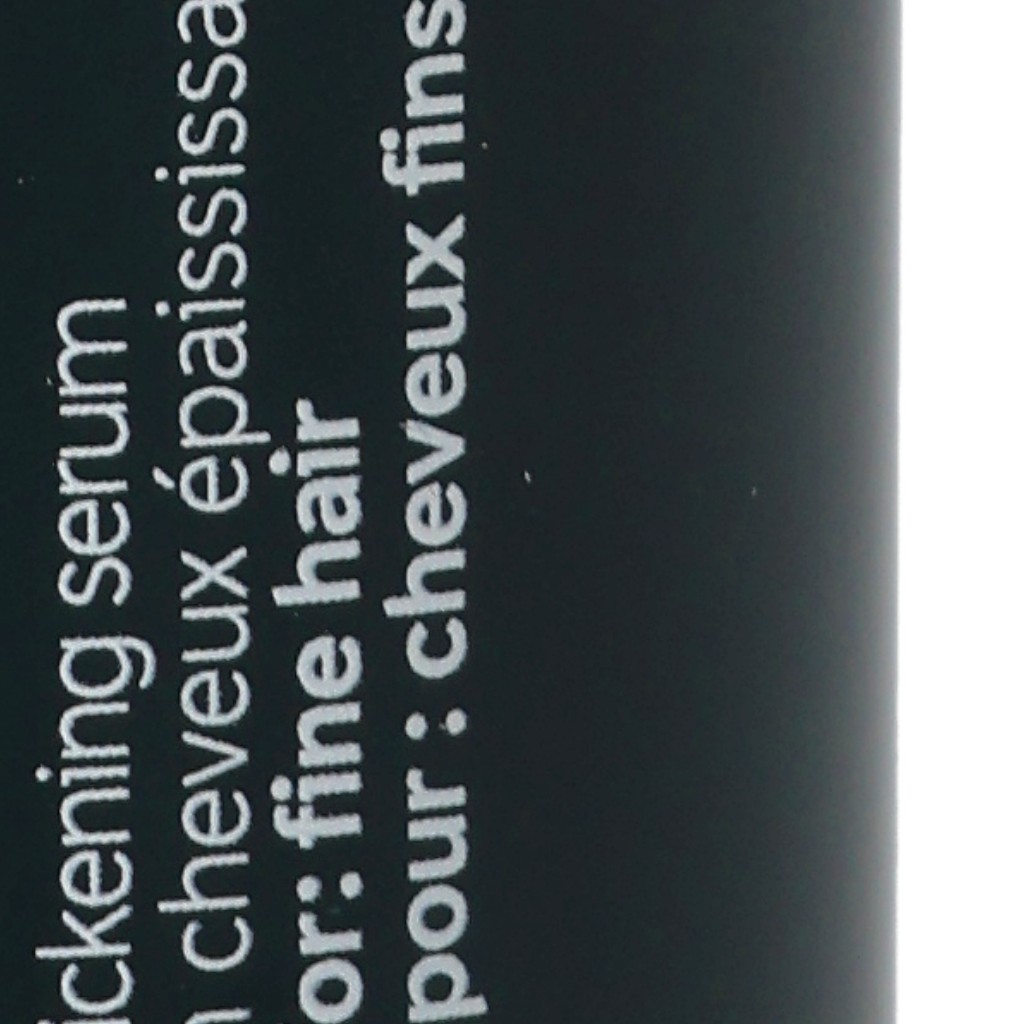 ickening serum
cheveux épaississa
or: fine hair
pour : cheveux fins